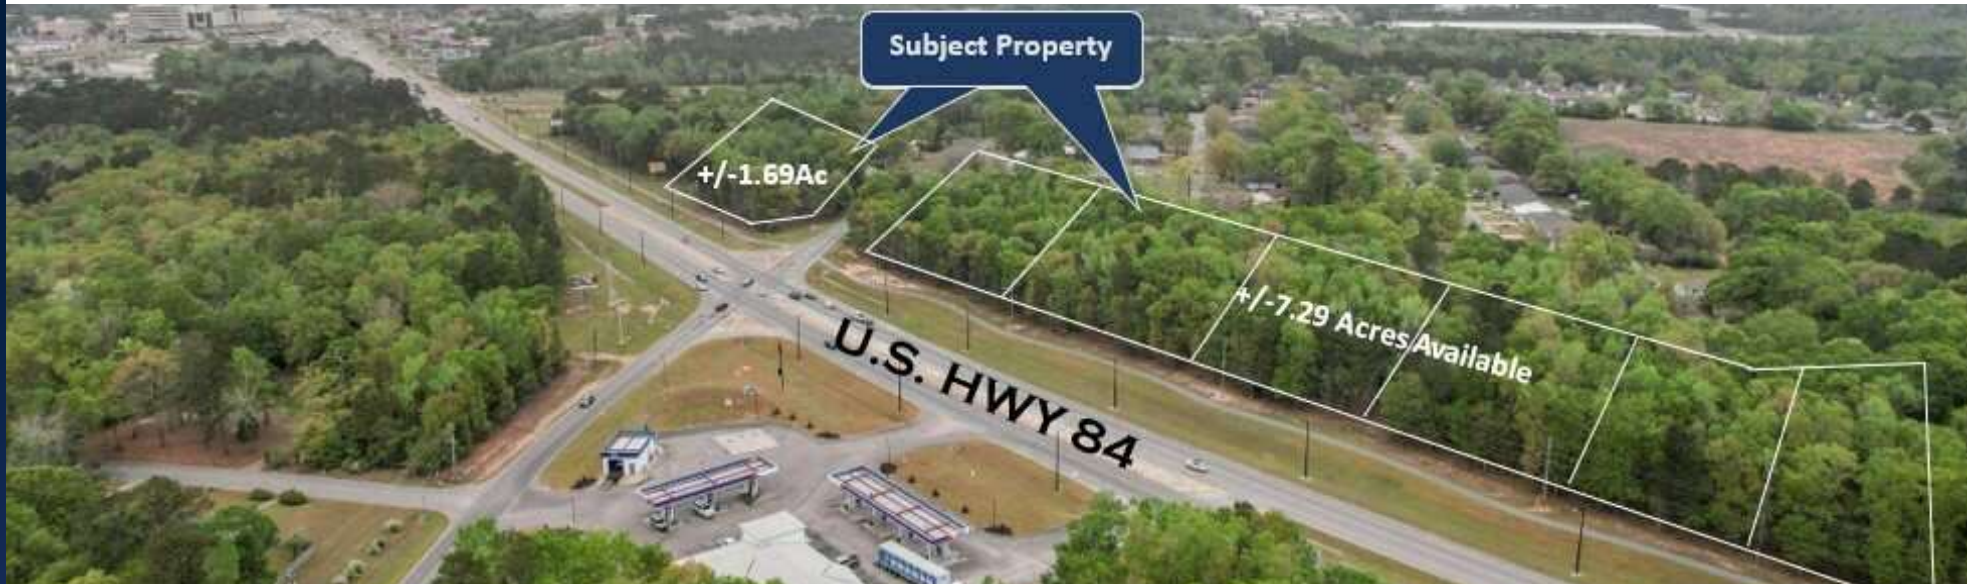 Subject Property
+/-1.69Ac
+/-7.29 Acres Available
U.S. HWY 84